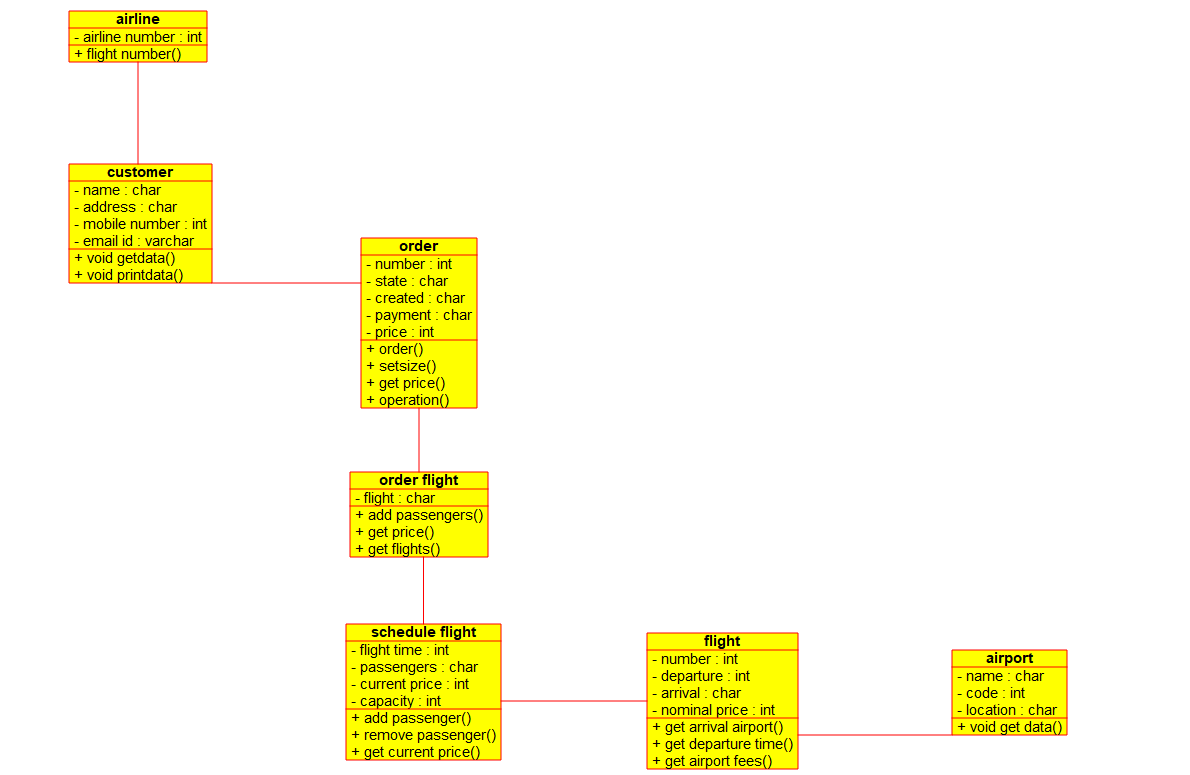 airline
- airline number : int
+ flight number()
customer
- name : char
- address : char
- mobile number : int
- email id : varchar
+ void getdata()
+ void printdata()
order
- number : int
- state : char
- created : char
- payment : char
- price : int
+ order()
+ setsize()
+ get price()
+ operation()
order flight
- flight : char
+ add passengers()
+ get price()
+ get flights()
schedule flight
- flight time : int
- passengers : char
- current price : int
- capacity : int
+ add passenger()
+ remove passenger()
+ get current price()
flight
- number : int
- departure : int
- arrival : char
- nominal price : int
+ get arrival airport()
+ get departure time()
+ get airport fees()
airport
- name : char
- code : int
- location : char
+ void get data()